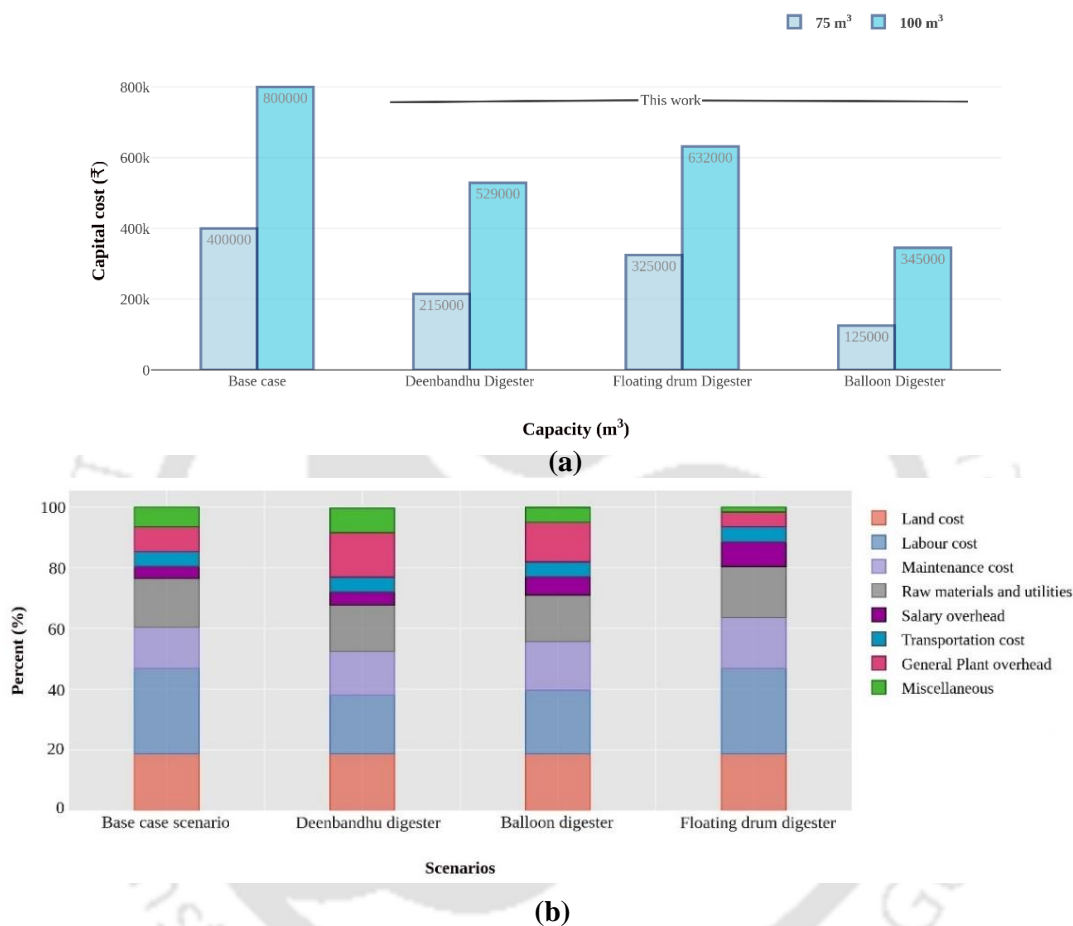 75 m³ 100 m³
Capital cost (₹)
800k
600k
400k
200k
0
This work
400000
800000
215000
529000
325000
632000
125000
345000
Base case Deenbandhu Digester Floating drum Digester Balloon Digester
Capacity (m³)
(a)
Percent (%)
100
80
60
40
20
0
Land cost
Labour cost
Maintenance cost
Raw materials and utilities
Salary overhead
Transportation cost
General Plant overhead
Miscellaneous
Base case scenario Deenbandhu digester Balloon digester Floating drum digester
Scenarios
(b)